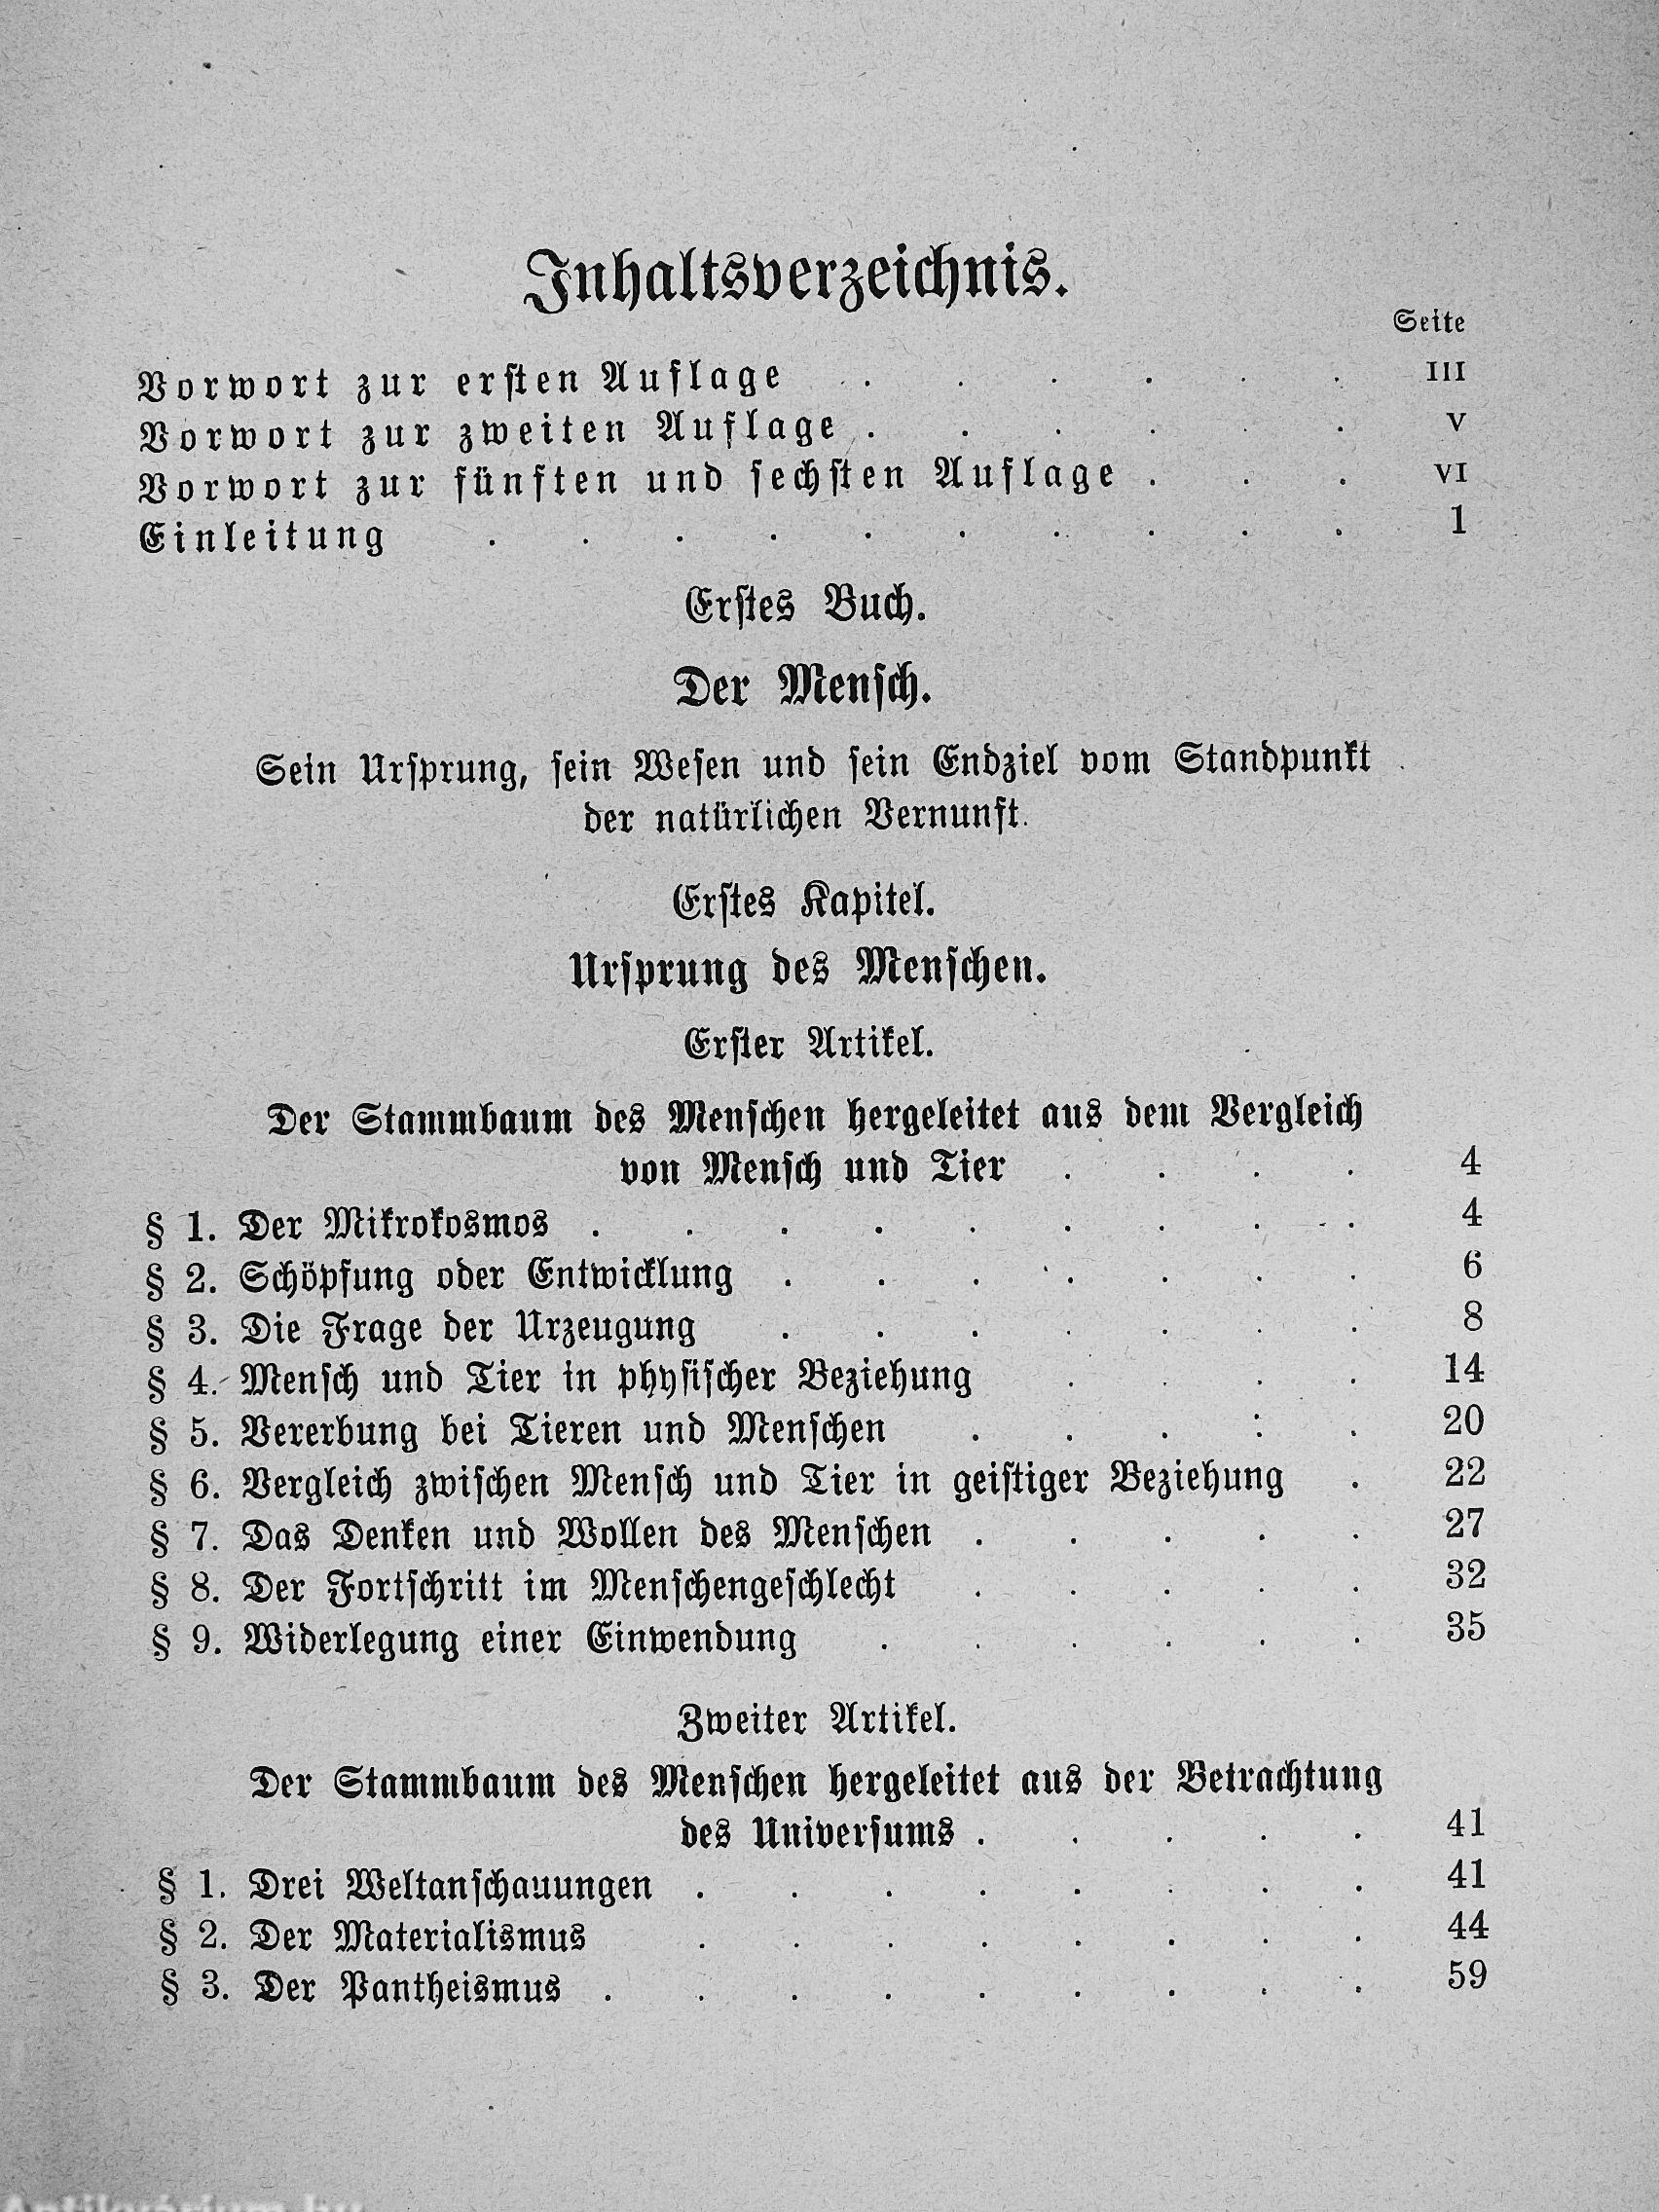 Inhaltsverzeichnis.
Seite
Vorwort zur ersten Auflage . . . . . . III
Vorwort zur zweiten Auflage . . . . . . V
Vorwort zur fünften und sechsten Auflage . . . VI
Einleitung . . . . . . . . . . 1
Erstes Buch.
Der Mensch.
Sein Ursprung, sein Wesen und sein Endziel vom Standpunkt
der natürlichen Vernunft.
Erstes Kapitel.
Ursprung des Menschen.
Erster Artikel.
Der Stammbaum des Menschen hergeleitet aus dem Vergleich
von Mensch und Tier . . . . 4
§ 1. Der Mikrokosmos . . . . . . . . . 4
§ 2. Schöpfung oder Entwicklung . . . . . . . 6
§ 3. Die Frage der Urzeugung . . . . . . . 8
§ 4. Mensch und Tier in physischer Beziehung . . . . 14
§ 5. Vererbung bei Tieren und Menschen . . . . . 20
§ 6. Vergleich zwischen Mensch und Tier in geistiger Beziehung . 22
§ 7. Das Denken und Wollen des Menschen . . . . . 27
§ 8. Der Fortschritt im Menschengeschlecht . . . . . 32
§ 9. Widerlegung einer Einwendung . . . . . . 35
Zweiter Artikel.
Der Stammbaum des Menschen hergeleitet aus der Betrachtung
des Universums . . . . . 41
§ 1. Drei Weltanschauungen . . . . . . . . 41
§ 2. Der Materialismus . . . . . . . . 44
§ 3. Der Pantheismus . . . . . . . . . 59